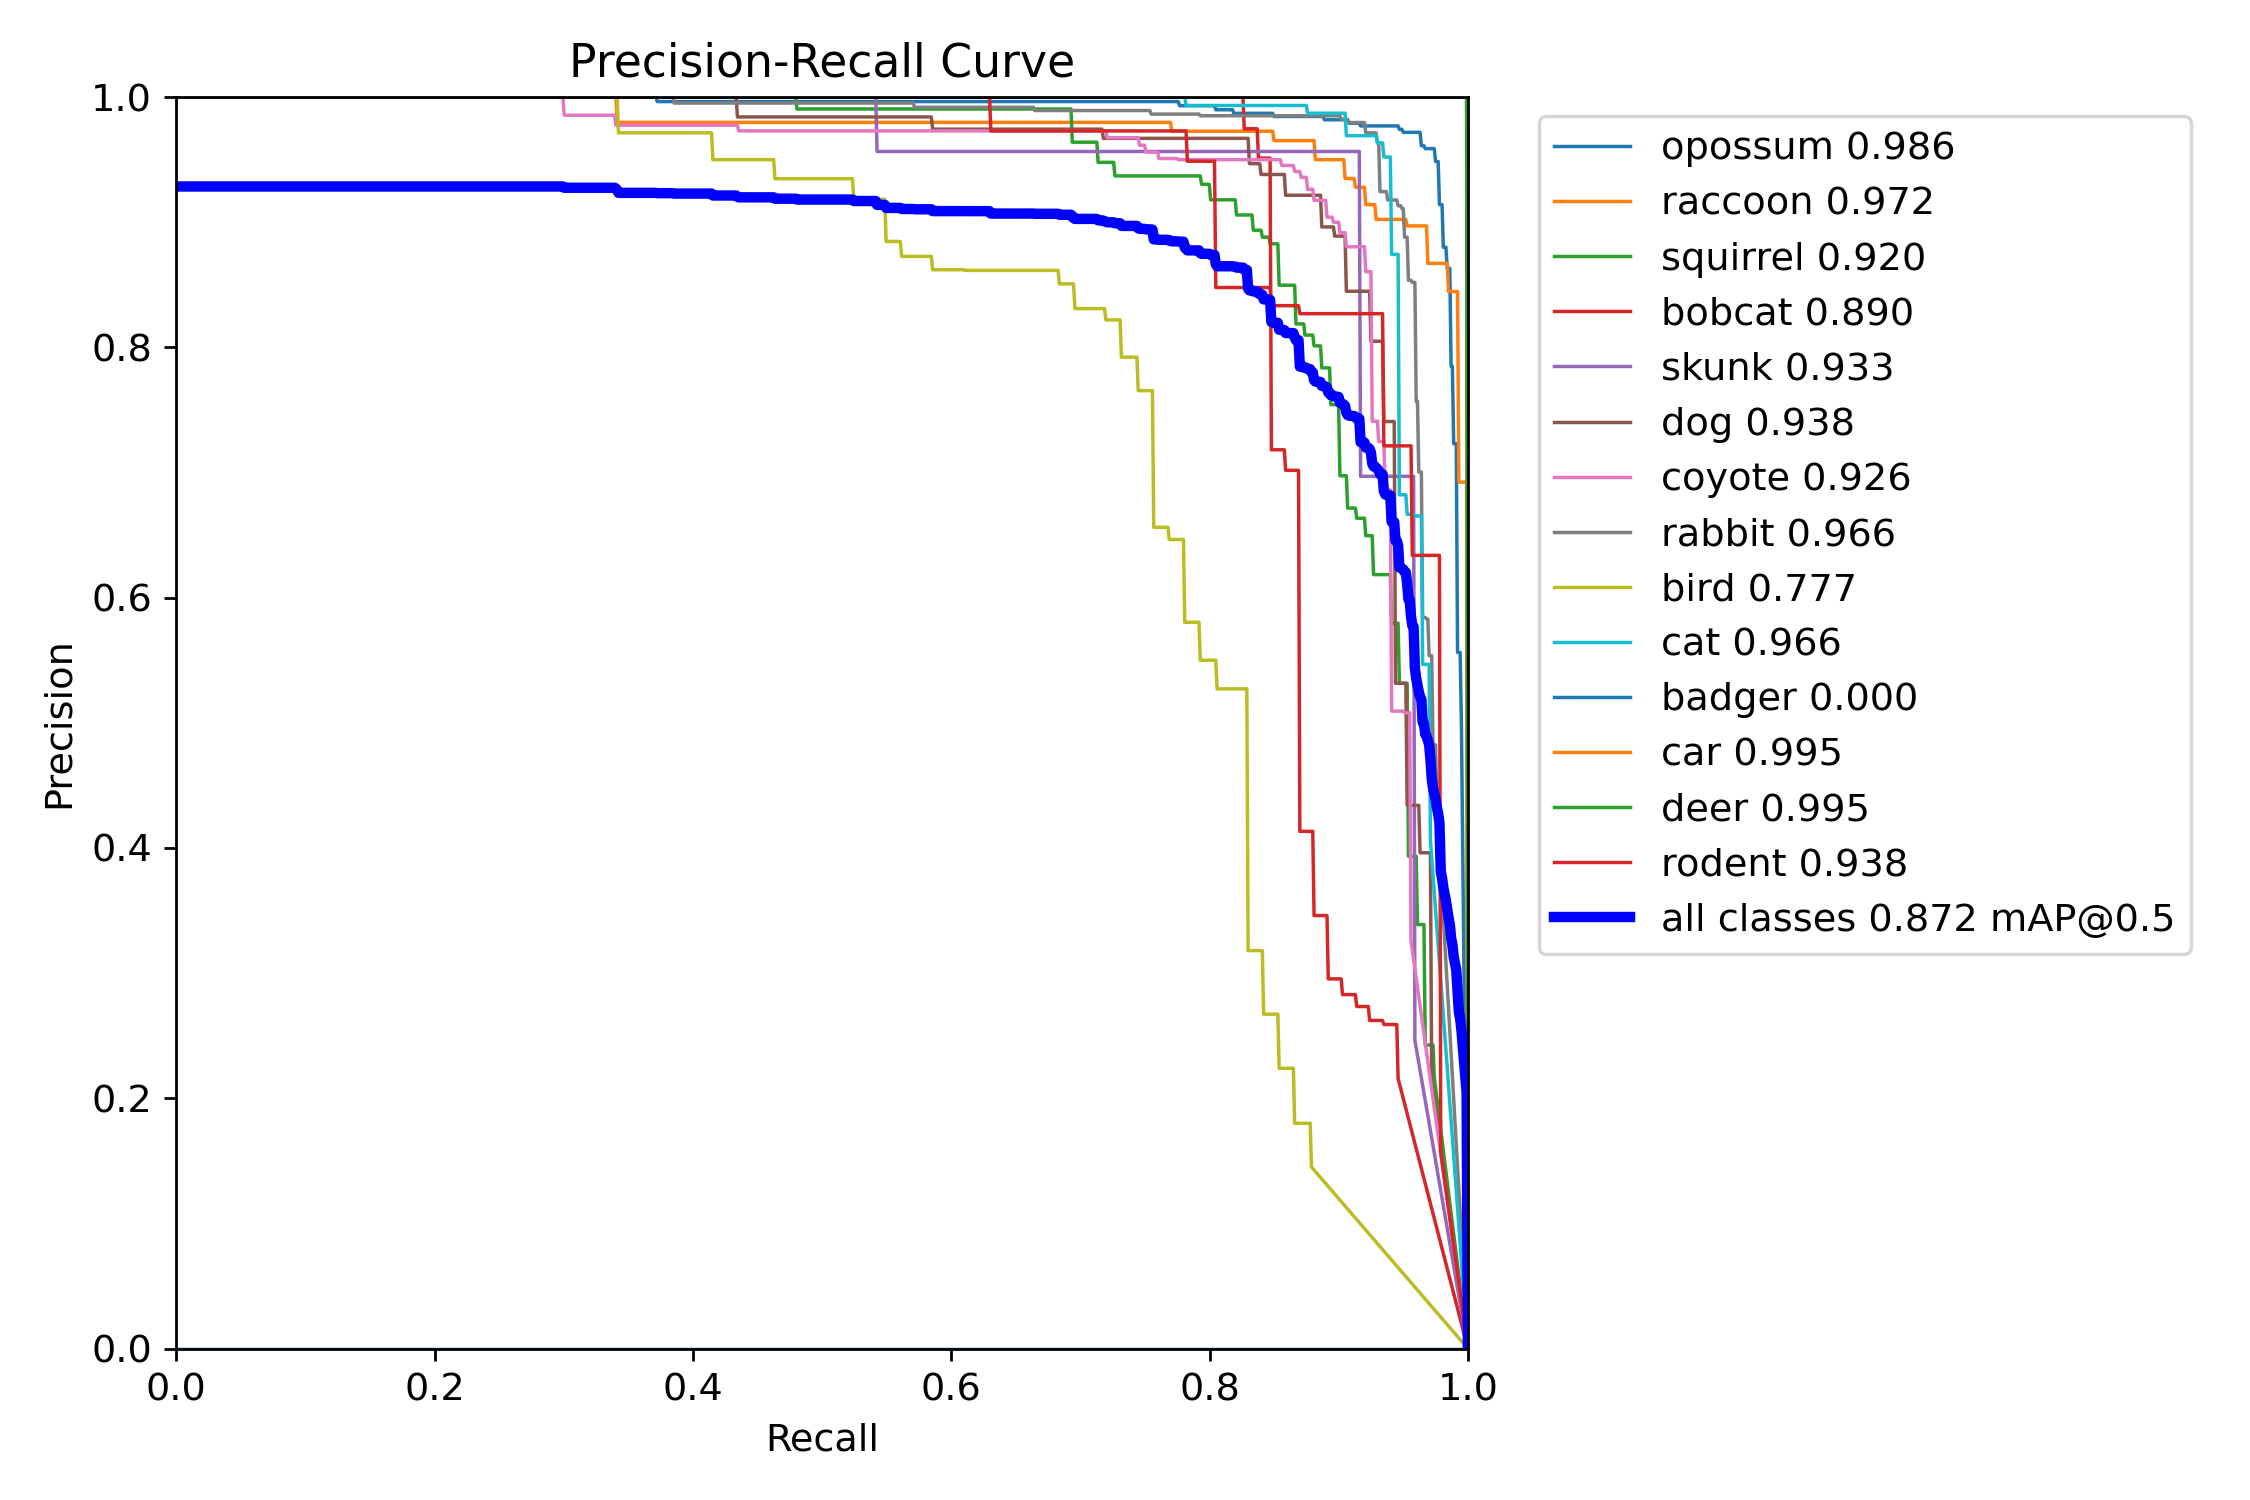 Precision-Recall Curve
1.0
0.8
0.6
0.4
0.2
0.0
Precision
0.0 0.2 0.4 0.6 0.8 1.0
Recall
opossum 0.986
raccoon 0.972
squirrel 0.920
bobcat 0.890
skunk 0.933
dog 0.938
coyote 0.926
rabbit 0.966
bird 0.777
cat 0.966
badger 0.000
car 0.995
deer 0.995
rodent 0.938
all classes 0.872 mAP@0.5